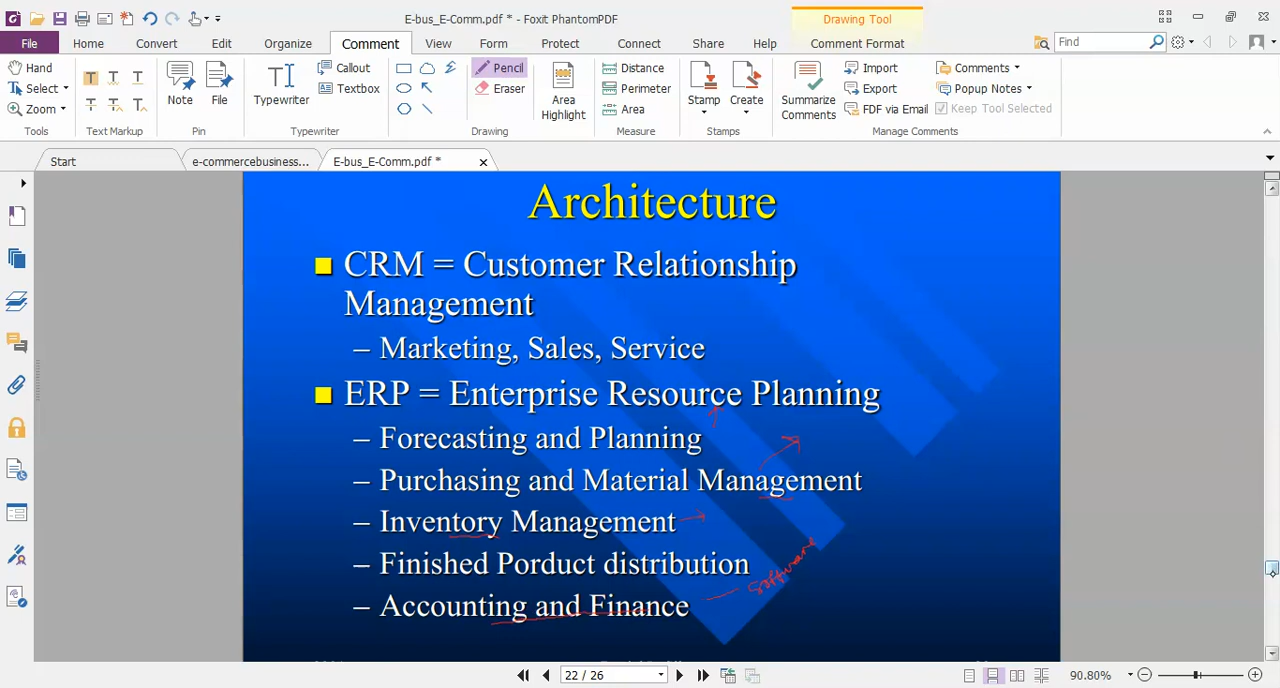 E-bus_E-Comm.pdf * - Foxit PhantomPDF
Drawing Tool
File Home Convert Edit Organize Comment View Form Protect Connect Share Help Comment Format Find
Hand
Select
Zoom
Tools
T T T
T T T
Text Markup
Note
File
Pin
Typewriter
Callout
Textbox
Typewriter
Pencil
Eraser
Drawing
Area
Highlight
Distance
Perimeter
Area
Measure
Stamp
Create
Stamps
Summarize
Comments
Import
Export
FDF via Email
Comments
Popup Notes
Keep Tool Selected
Manage Comments
Start e-commercebusiness... E-bus_E-Comm.pdf *
Architecture
CRM = Customer Relationship
Management
– Marketing, Sales, Service
ERP = Enterprise Resource Planning
– Forecasting and Planning
– Purchasing and Material Management
– Inventory Management
– Finished Porduct distribution
– Accounting and Finance
Software
22 / 26
90.80%